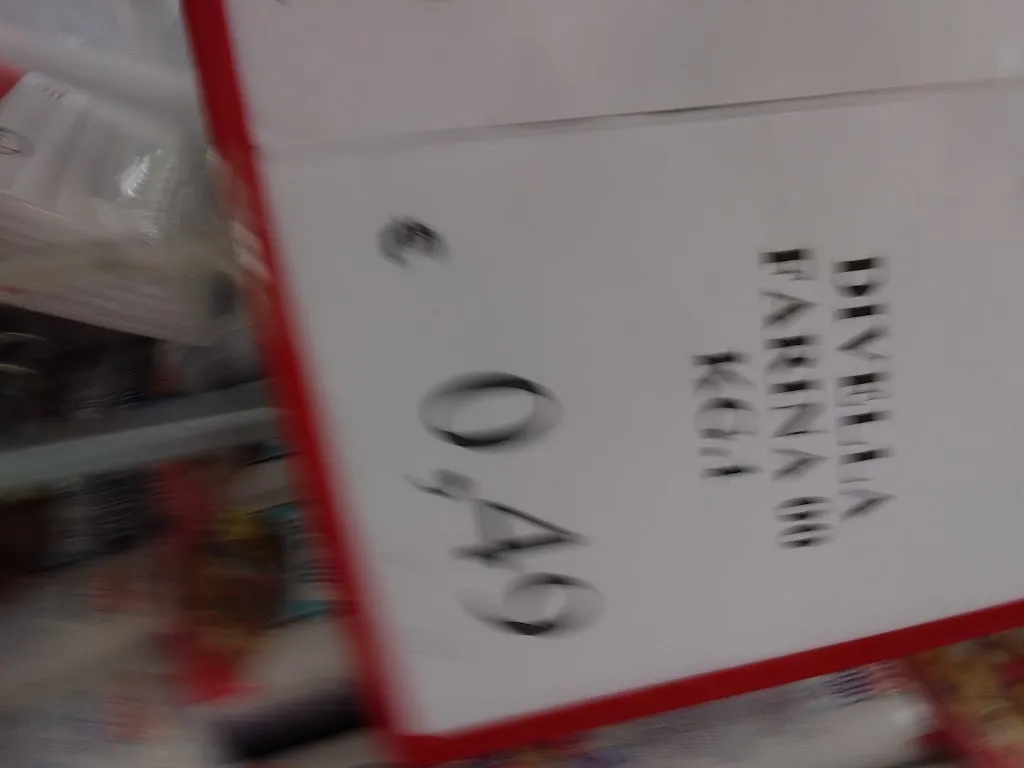 DIVELLA
FARINA 00
KG.1
€ 0,49